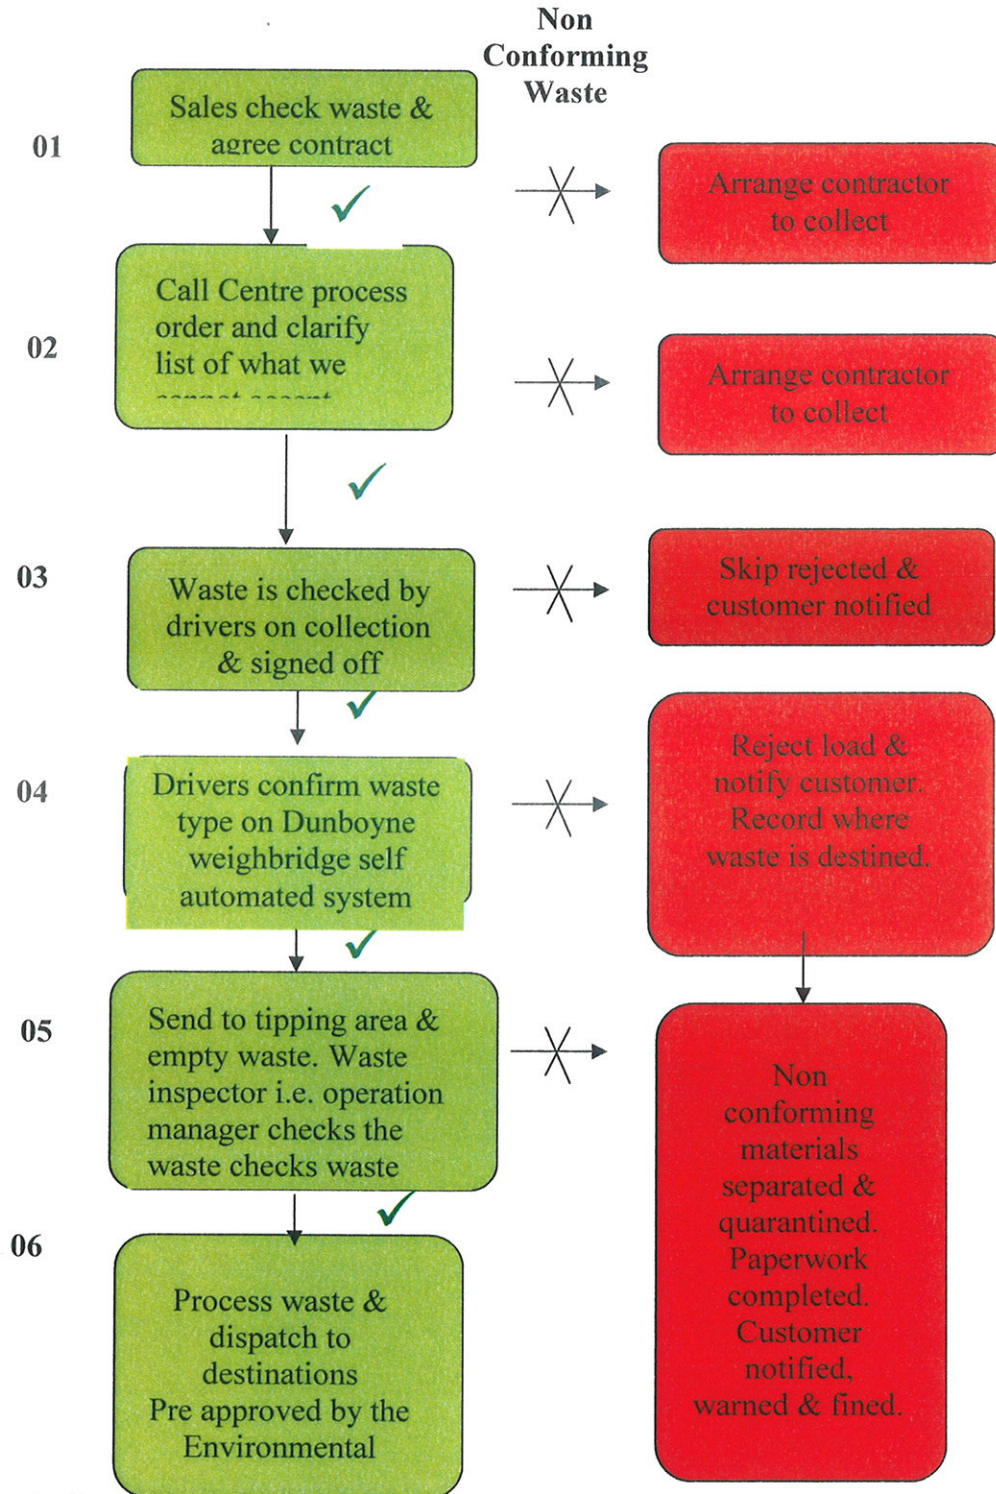 Non
Conforming
Waste
01
Sales check waste &
agree contract
Arrange contractor
to collect
02
Call Centre process
order and clarify
list of what we
cannot accept
Arrange contractor
to collect
03
Waste is checked by
drivers on collection
& signed off
Skip rejected &
customer notified
04
Drivers confirm waste
type on Dunboyne
weighbridge self
automated system
Reject load &
notify customer.
Record where
waste is destined.
05
Send to tipping area &
empty waste. Waste
inspector i.e. operation
manager checks the
waste checks waste
Non
conforming
materials
separated &
quarantined.
Paperwork
completed.
Customer
notified,
warned & fined.
06
Process waste &
dispatch to
destinations
Pre approved by the
Environmental